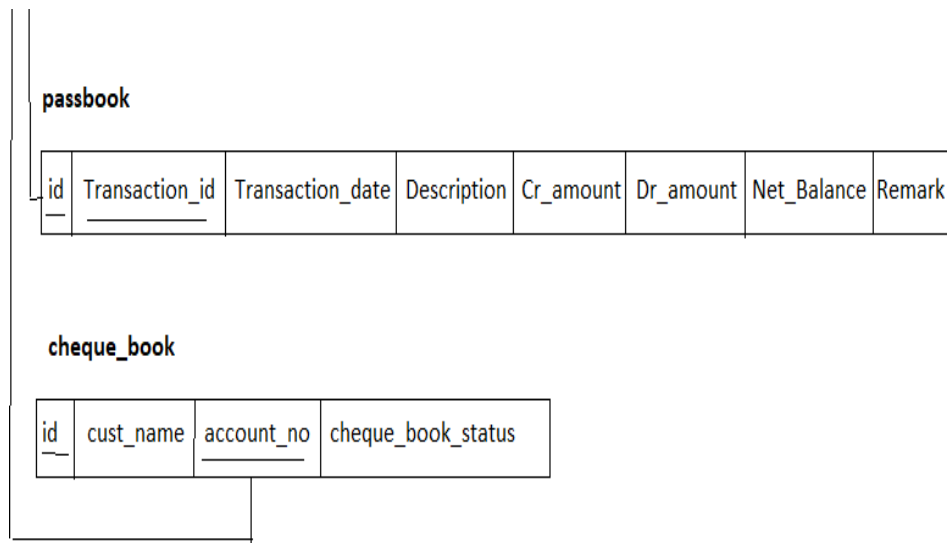 passbook
id Transaction_id Transaction_date Description Cr_amount Dr_amount Net_Balance Remark
cheque_book
id cust_name account_no cheque_book_status